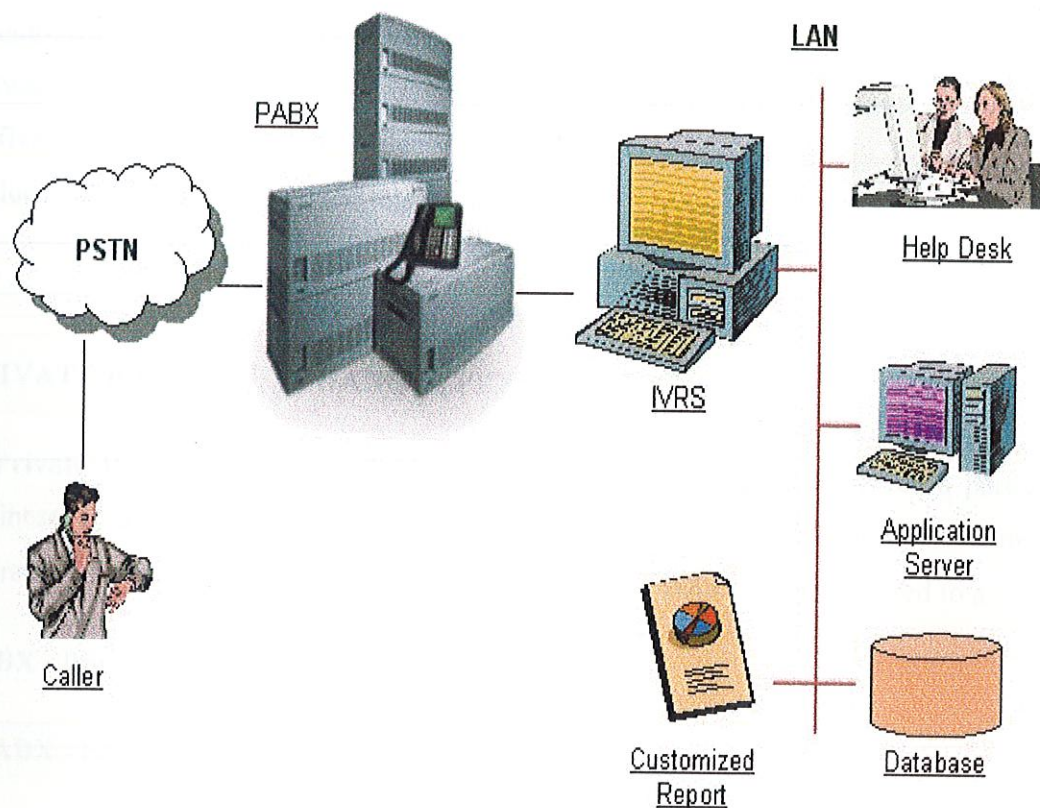 LAN
PABX
PSTN
Help Desk
IVRS
Application
Server
Caller
Customized
Report
Database